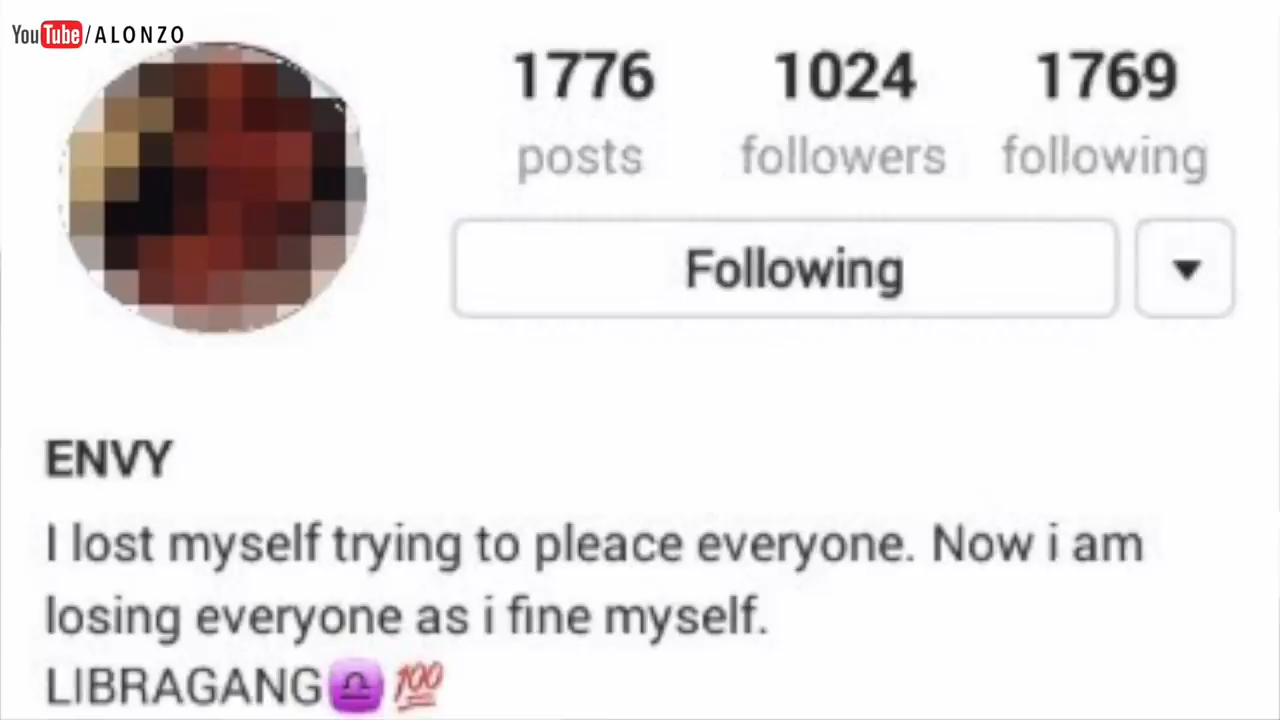 YouTube/ALONZO
1776 1024 1769
posts followers following
Following
ENVY
I lost myself trying to pleace everyone. Now i am
losing everyone as i fine myself.
LIBRAGANG♎💯